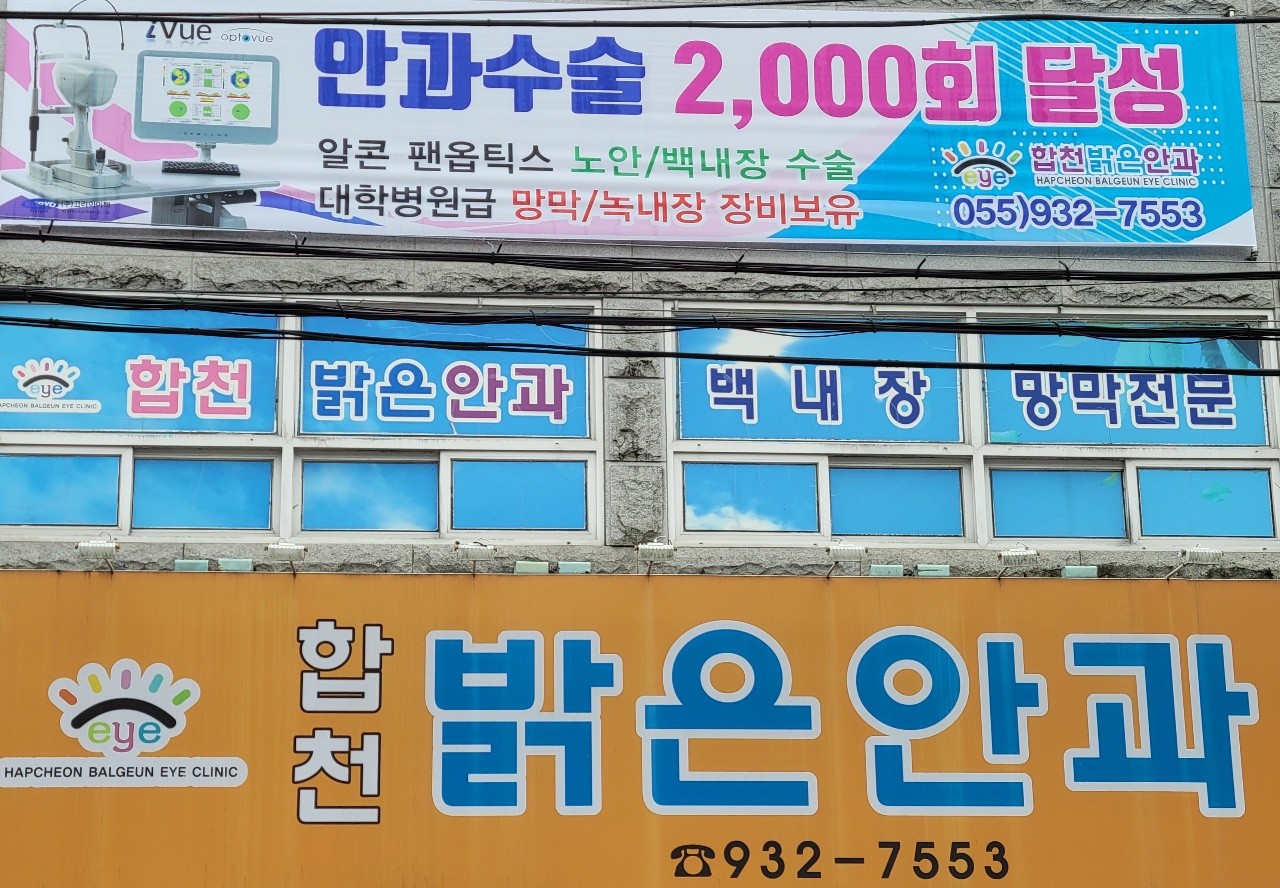 iVue optovue
안과수술 2,000회 달성
알콘 팬옵틱스 노안/백내장 수술
대학병원급 망막/녹내장 장비보유
eye
합천밝은안과
HAPCHEON BALGEUN EYE CLINIC
055)932-7553
eye
HAPCHEON BALGEUN EYE CLINIC
합천 밝은안과 백내장 망막전문
eye
HAPCHEON BALGEUN EYE CLINIC
합천
밝은안과
☎932-7553